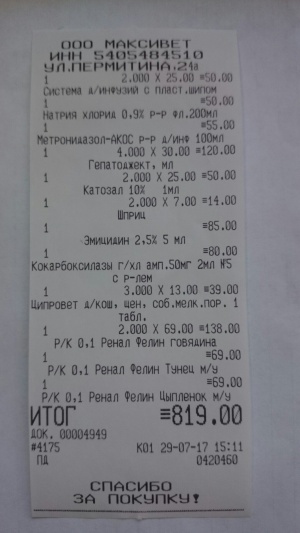 ООО МАКСИВЕТ
ИНН 5405484510
УЛ.ПЕРМИТИНА,24а
1 2.000 X 25.00 ≡50.00
Система д/инфузий с пласт.шипом
1 ≡50.00
Натрия хлорид 0,9% р-р фл.200мл
1 ≡55.00
Метронидазол-АКОС р-р д/инф 100мл
1 4.000 X 30.00 ≡120.00
Гепатоджект, мл
1 2.000 X 25.00 ≡50.00
Катозал 10% 1мл
1 2.000 X 7.00 ≡14.00
Шприц
1 ≡85.00
Эмицидин 2,5% 5 мл
1 ≡80.00
Кокарбоксилазы г/хл амп.50мг 2мл №5
с р-лем
1 3.000 X 13.00 ≡39.00
Ципровет д/кош, щен, соб.мелк.пор. 1
табл.
1 2.000 X 69.00 ≡138.00
Р/К 0,1 Ренал Фелин говядина
1 ≡69.00
Р/К 0,1 Ренал Фелин Тунец м/у
1 ≡69.00
Р/К 0,1 Ренал Фелин Цыпленок м/у
ИТОГ ≡819.00
ДОК. 00004949
#4175 К01 29-07-17 15:11
ПД 0420460
СПАСИБО
ЗА ПОКУПКУ!